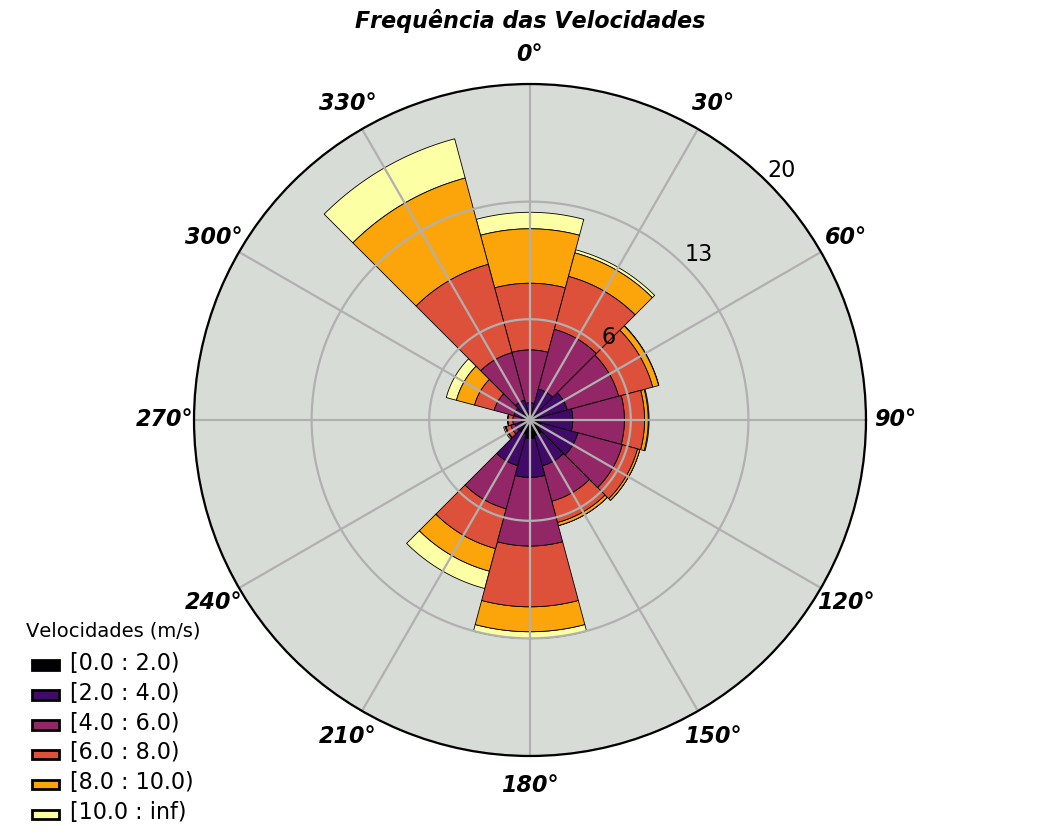 Frequência das Velocidades
0°
330°
30°
20
300°
60°
13
6
270°
90°
240°
120°
Velocidades (m/s)
[0.0 : 2.0)
[2.0 : 4.0)
[4.0 : 6.0)
210°
150°
[6.0 : 8.0)
180°
[8.0 : 10.0)
[10.0 : inf)